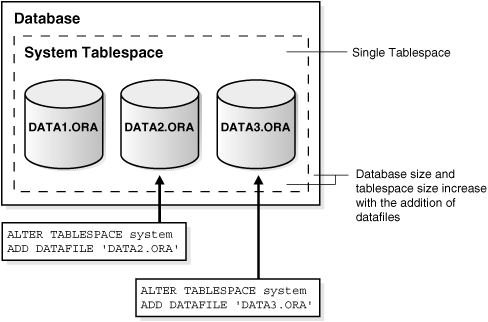 Database
System Tablespace
Single Tablespace
DATA1.ORA
DATA2.ORA
DATA3.ORA
Database size and
tablespace size increase
with the addition of
datafiles
ALTER TABLESPACE system
ADD DATAFILE 'DATA2.ORA'
ALTER TABLESPACE system
ADD DATAFILE 'DATA3.ORA'